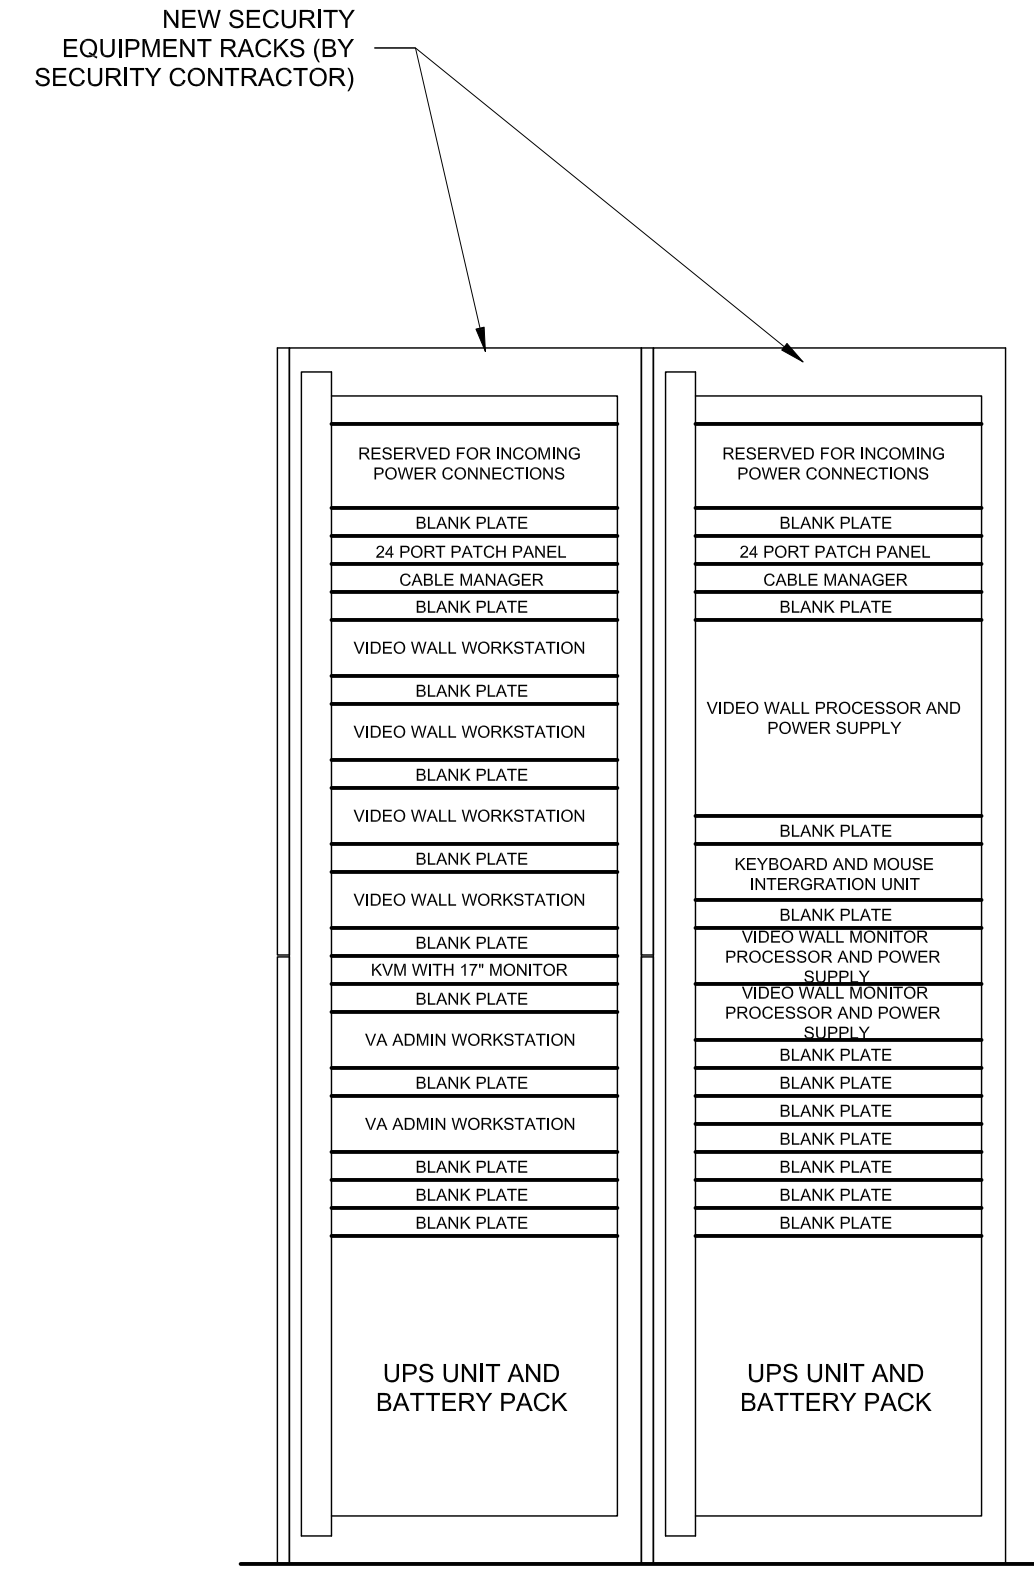 NEW SECURITY
EQUIPMENT RACKS (BY
SECURITY CONTRACTOR)
RESERVED FOR INCOMING
POWER CONNECTIONS
BLANK PLATE
24 PORT PATCH PANEL
CABLE MANAGER
BLANK PLATE
VIDEO WALL WORKSTATION
BLANK PLATE
VIDEO WALL WORKSTATION
BLANK PLATE
VIDEO WALL WORKSTATION
BLANK PLATE
VIDEO WALL WORKSTATION
BLANK PLATE
KVM WITH 17" MONITOR
BLANK PLATE
VA ADMIN WORKSTATION
BLANK PLATE
VA ADMIN WORKSTATION
BLANK PLATE
BLANK PLATE
BLANK PLATE
UPS UNIT AND
BATTERY PACK
RESERVED FOR INCOMING
POWER CONNECTIONS
BLANK PLATE
24 PORT PATCH PANEL
CABLE MANAGER
BLANK PLATE
VIDEO WALL PROCESSOR AND
POWER SUPPLY
BLANK PLATE
KEYBOARD AND MOUSE
INTERGRATION UNIT
BLANK PLATE
VIDEO WALL MONITOR
PROCESSOR AND POWER
SUPPLY
VIDEO WALL MONITOR
PROCESSOR AND POWER
SUPPLY
BLANK PLATE
BLANK PLATE
BLANK PLATE
BLANK PLATE
BLANK PLATE
BLANK PLATE
BLANK PLATE
UPS UNIT AND
BATTERY PACK